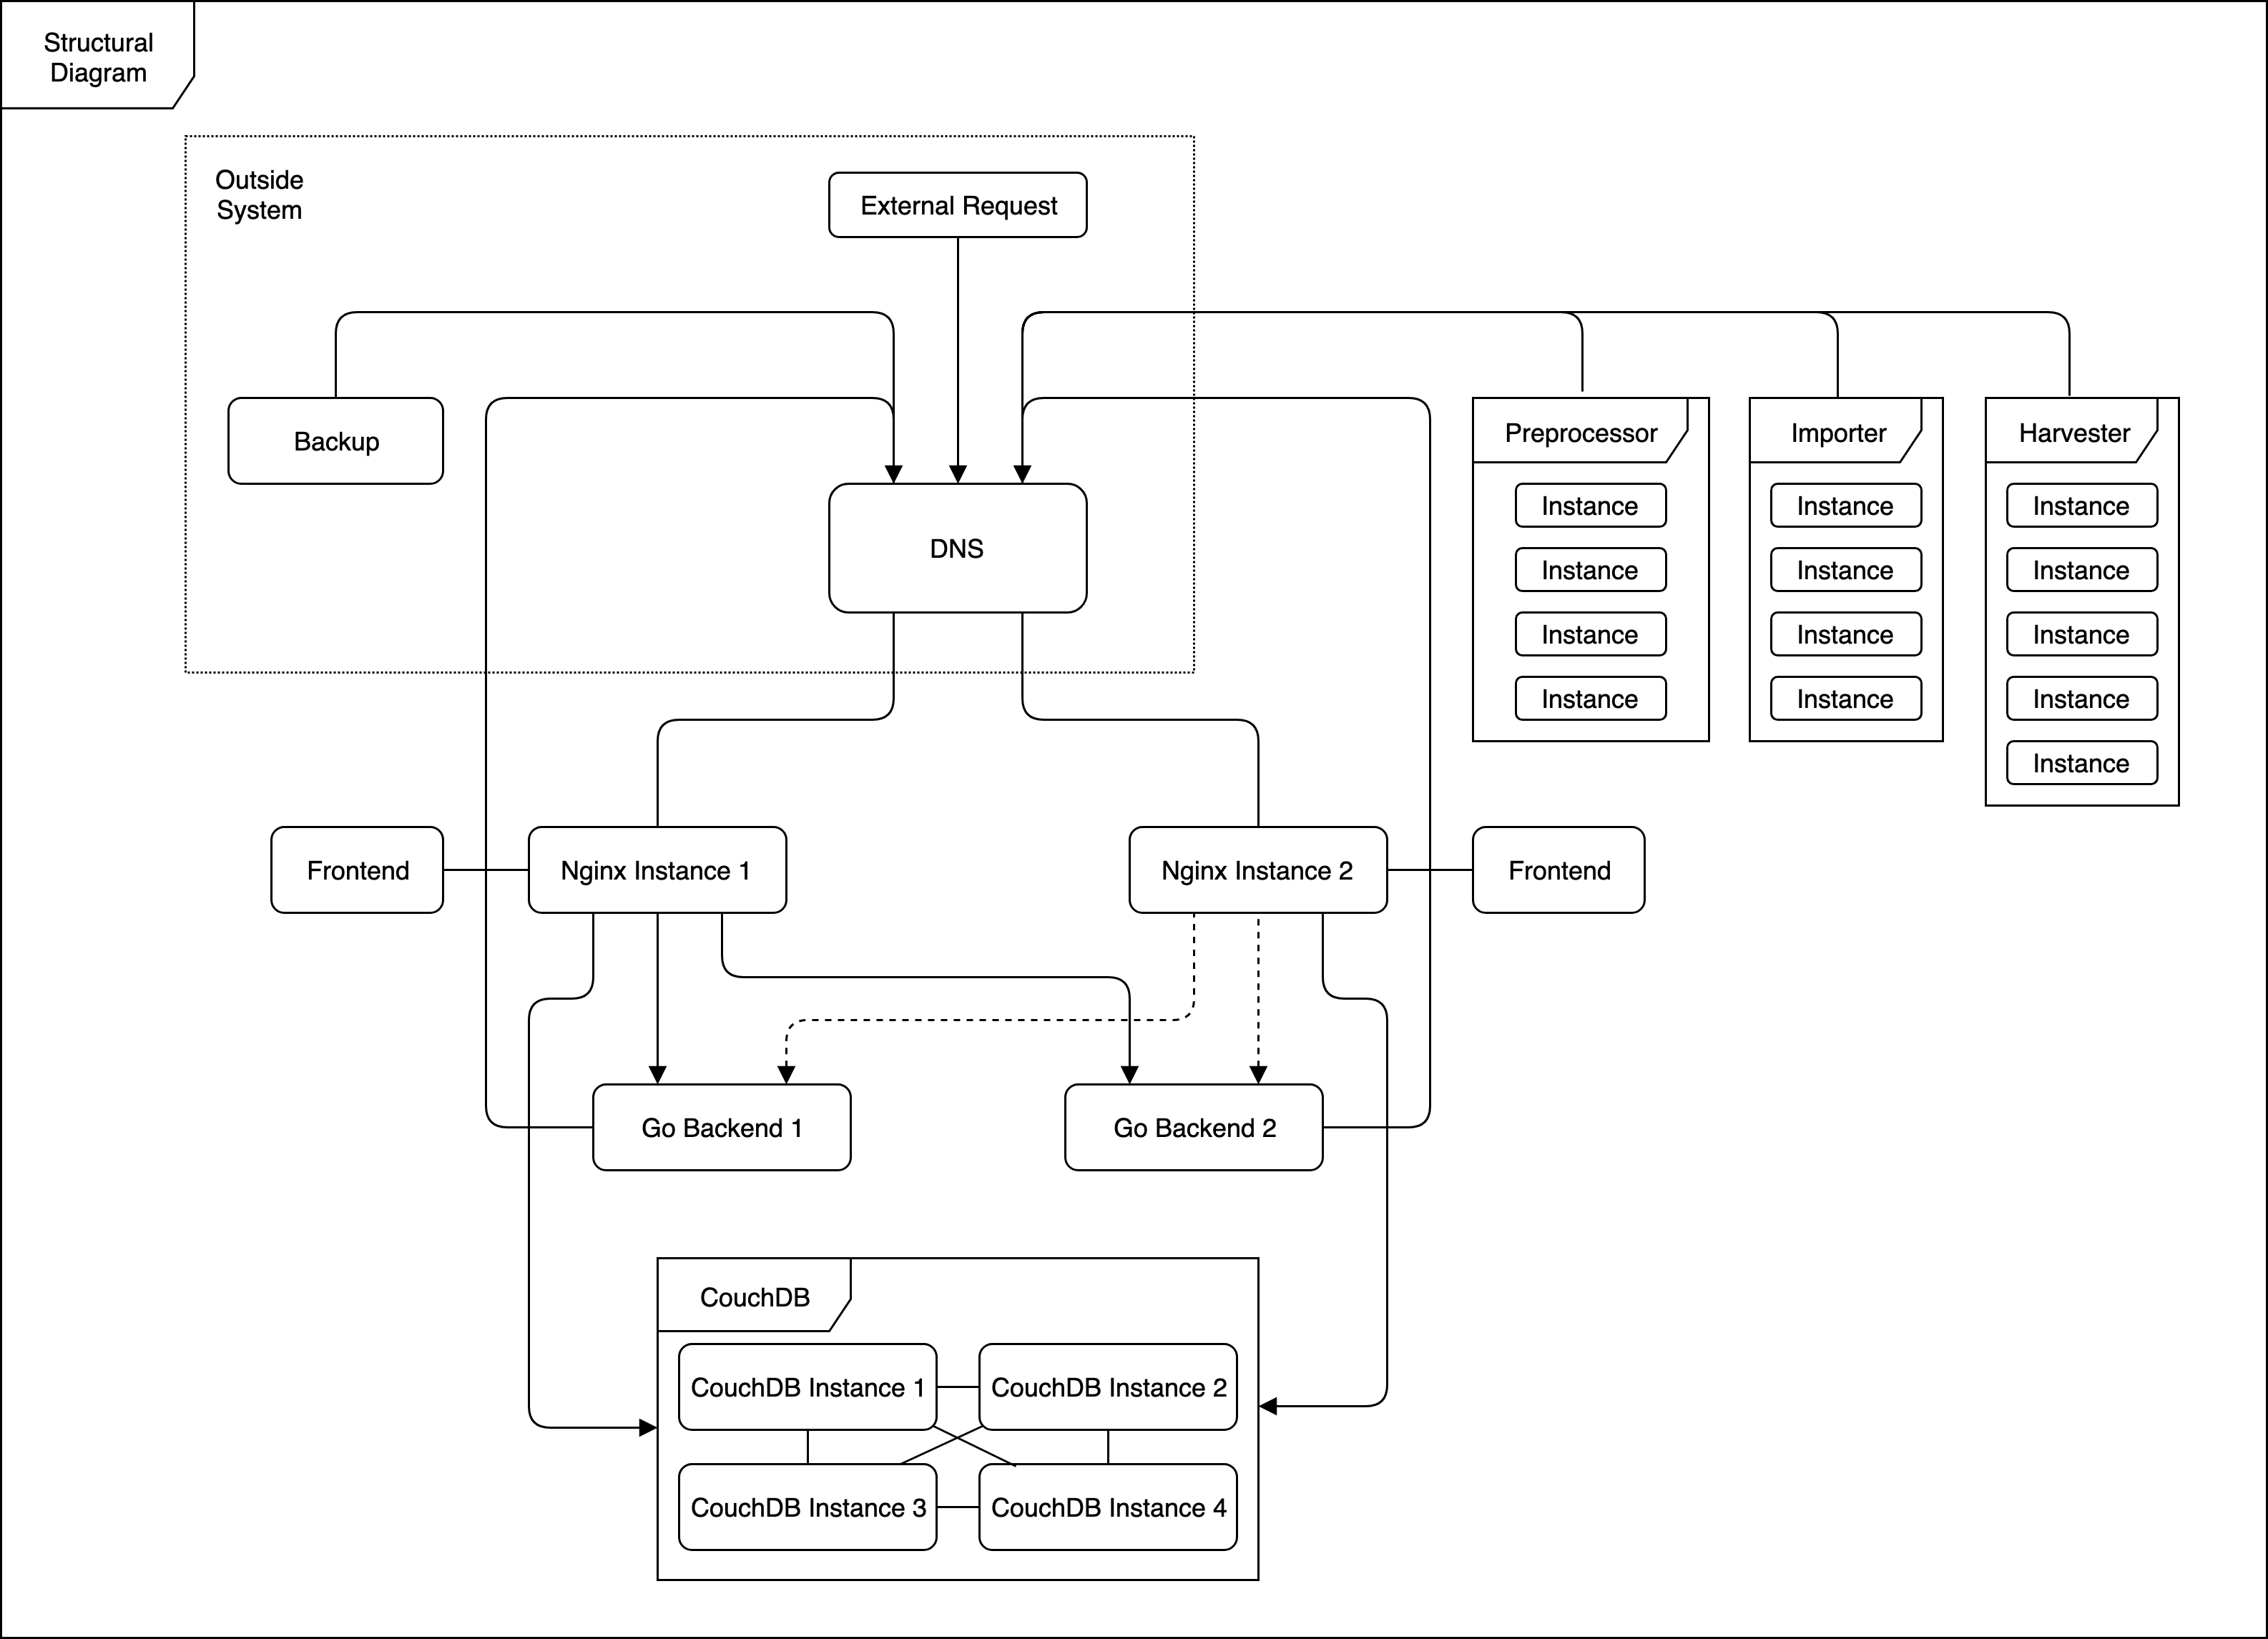 Structural
Diagram
Outside
System
External Request
Backup
DNS
Preprocessor
Instance
Instance
Instance
Instance
Importer
Instance
Instance
Instance
Instance
Harvester
Instance
Instance
Instance
Instance
Instance
Frontend
Nginx Instance 1
Nginx Instance 2
Frontend
Go Backend 1
Go Backend 2
CouchDB
CouchDB Instance 1
CouchDB Instance 2
CouchDB Instance 3
CouchDB Instance 4